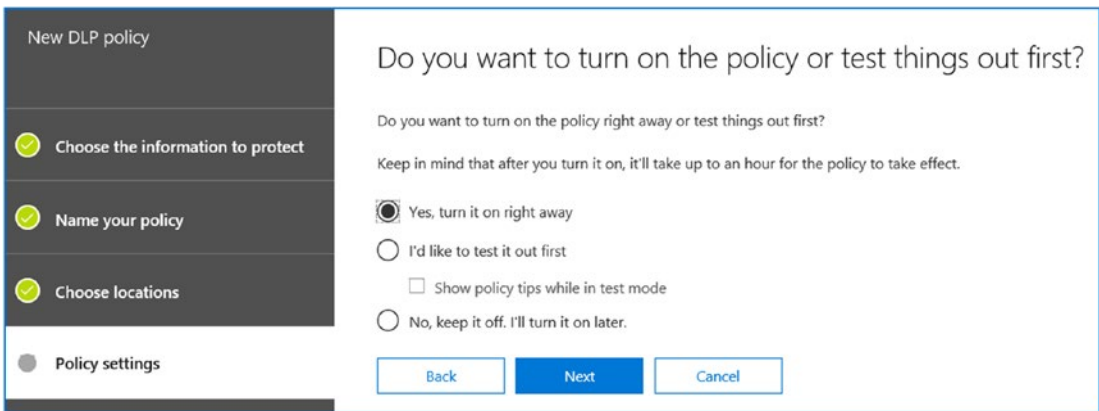 New DLP policy
Choose the information to protect
Name your policy
Choose locations
Policy settings
Do you want to turn on the policy or test things out first?
Do you want to turn on the policy right away or test things out first?
Keep in mind that after you turn it on, it'll take up to an hour for the policy to take effect.
Yes, turn it on right away
I'd like to test it out first
Show policy tips while in test mode
No, keep it off. I'll turn it on later.
Back Next Cancel